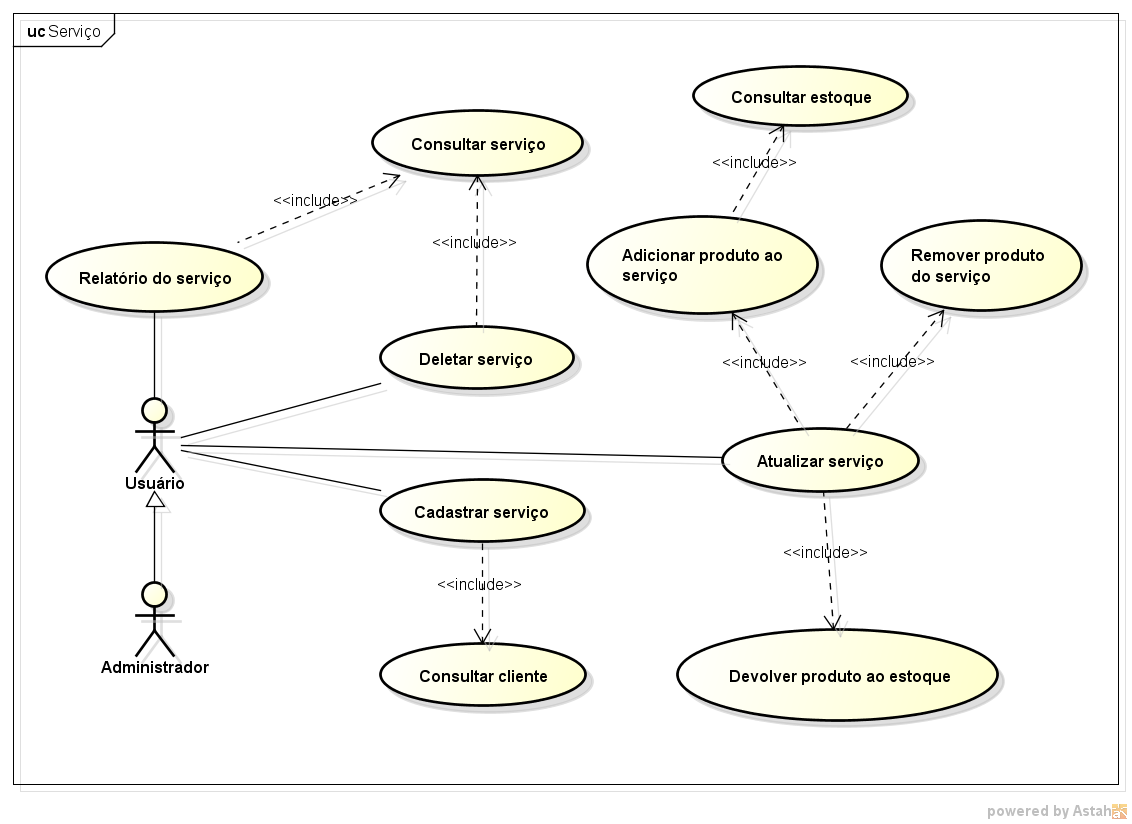 uc Serviço
Consultar estoque
Consultar serviço
<<include>>
<<include>>
<<include>>
Relatório do serviço
Adicionar produto ao
serviço
Remover produto
do serviço
Deletar serviço
<<include>>
<<include>>
Usuário
Atualizar serviço
Cadastrar serviço
<<include>>
<<include>>
Administrador
Consultar cliente
Devolver produto ao estoque
powered by Astah